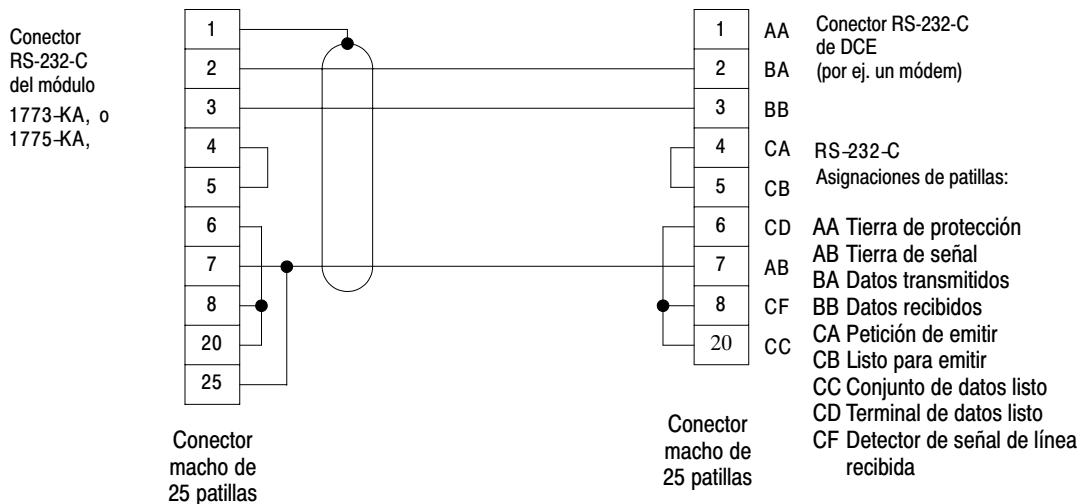 Conector
RS-232-C
del módulo
1773-KA, o
1775-KA,
1
2
3
4
5
6
7
8
20
25
Conector
macho de
25 patillas
1 AA
2 BA
3 BB
4 CA
5 CB
6 CD
7 AB
8 CF
20 CC
Conector
macho de
25 patillas
Conector RS-232-C
de DCE
(por ej. un módem)
RS-232-C
Asignaciones de patillas:
AA Tierra de protección
AB Tierra de señal
BA Datos transmitidos
BB Datos recibidos
CA Petición de emitir
CB Listo para emitir
CC Conjunto de datos listo
CD Terminal de datos listo
CF Detector de señal de línea
recibida